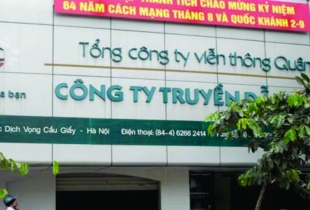 THÀNH TÍCH CHÀO MỪNG KỶ NIỆM
64 NĂM CÁCH MẠNG THÁNG 8 VÀ QUỐC KHÁNH 2-9
Tổng công ty viễn thông Quân
a bạn
CÔNG TY TRUYỀN
Dịch Vọng Cầu Giấy - Hà Nội Điện thoại: (84-4) 6266 2414